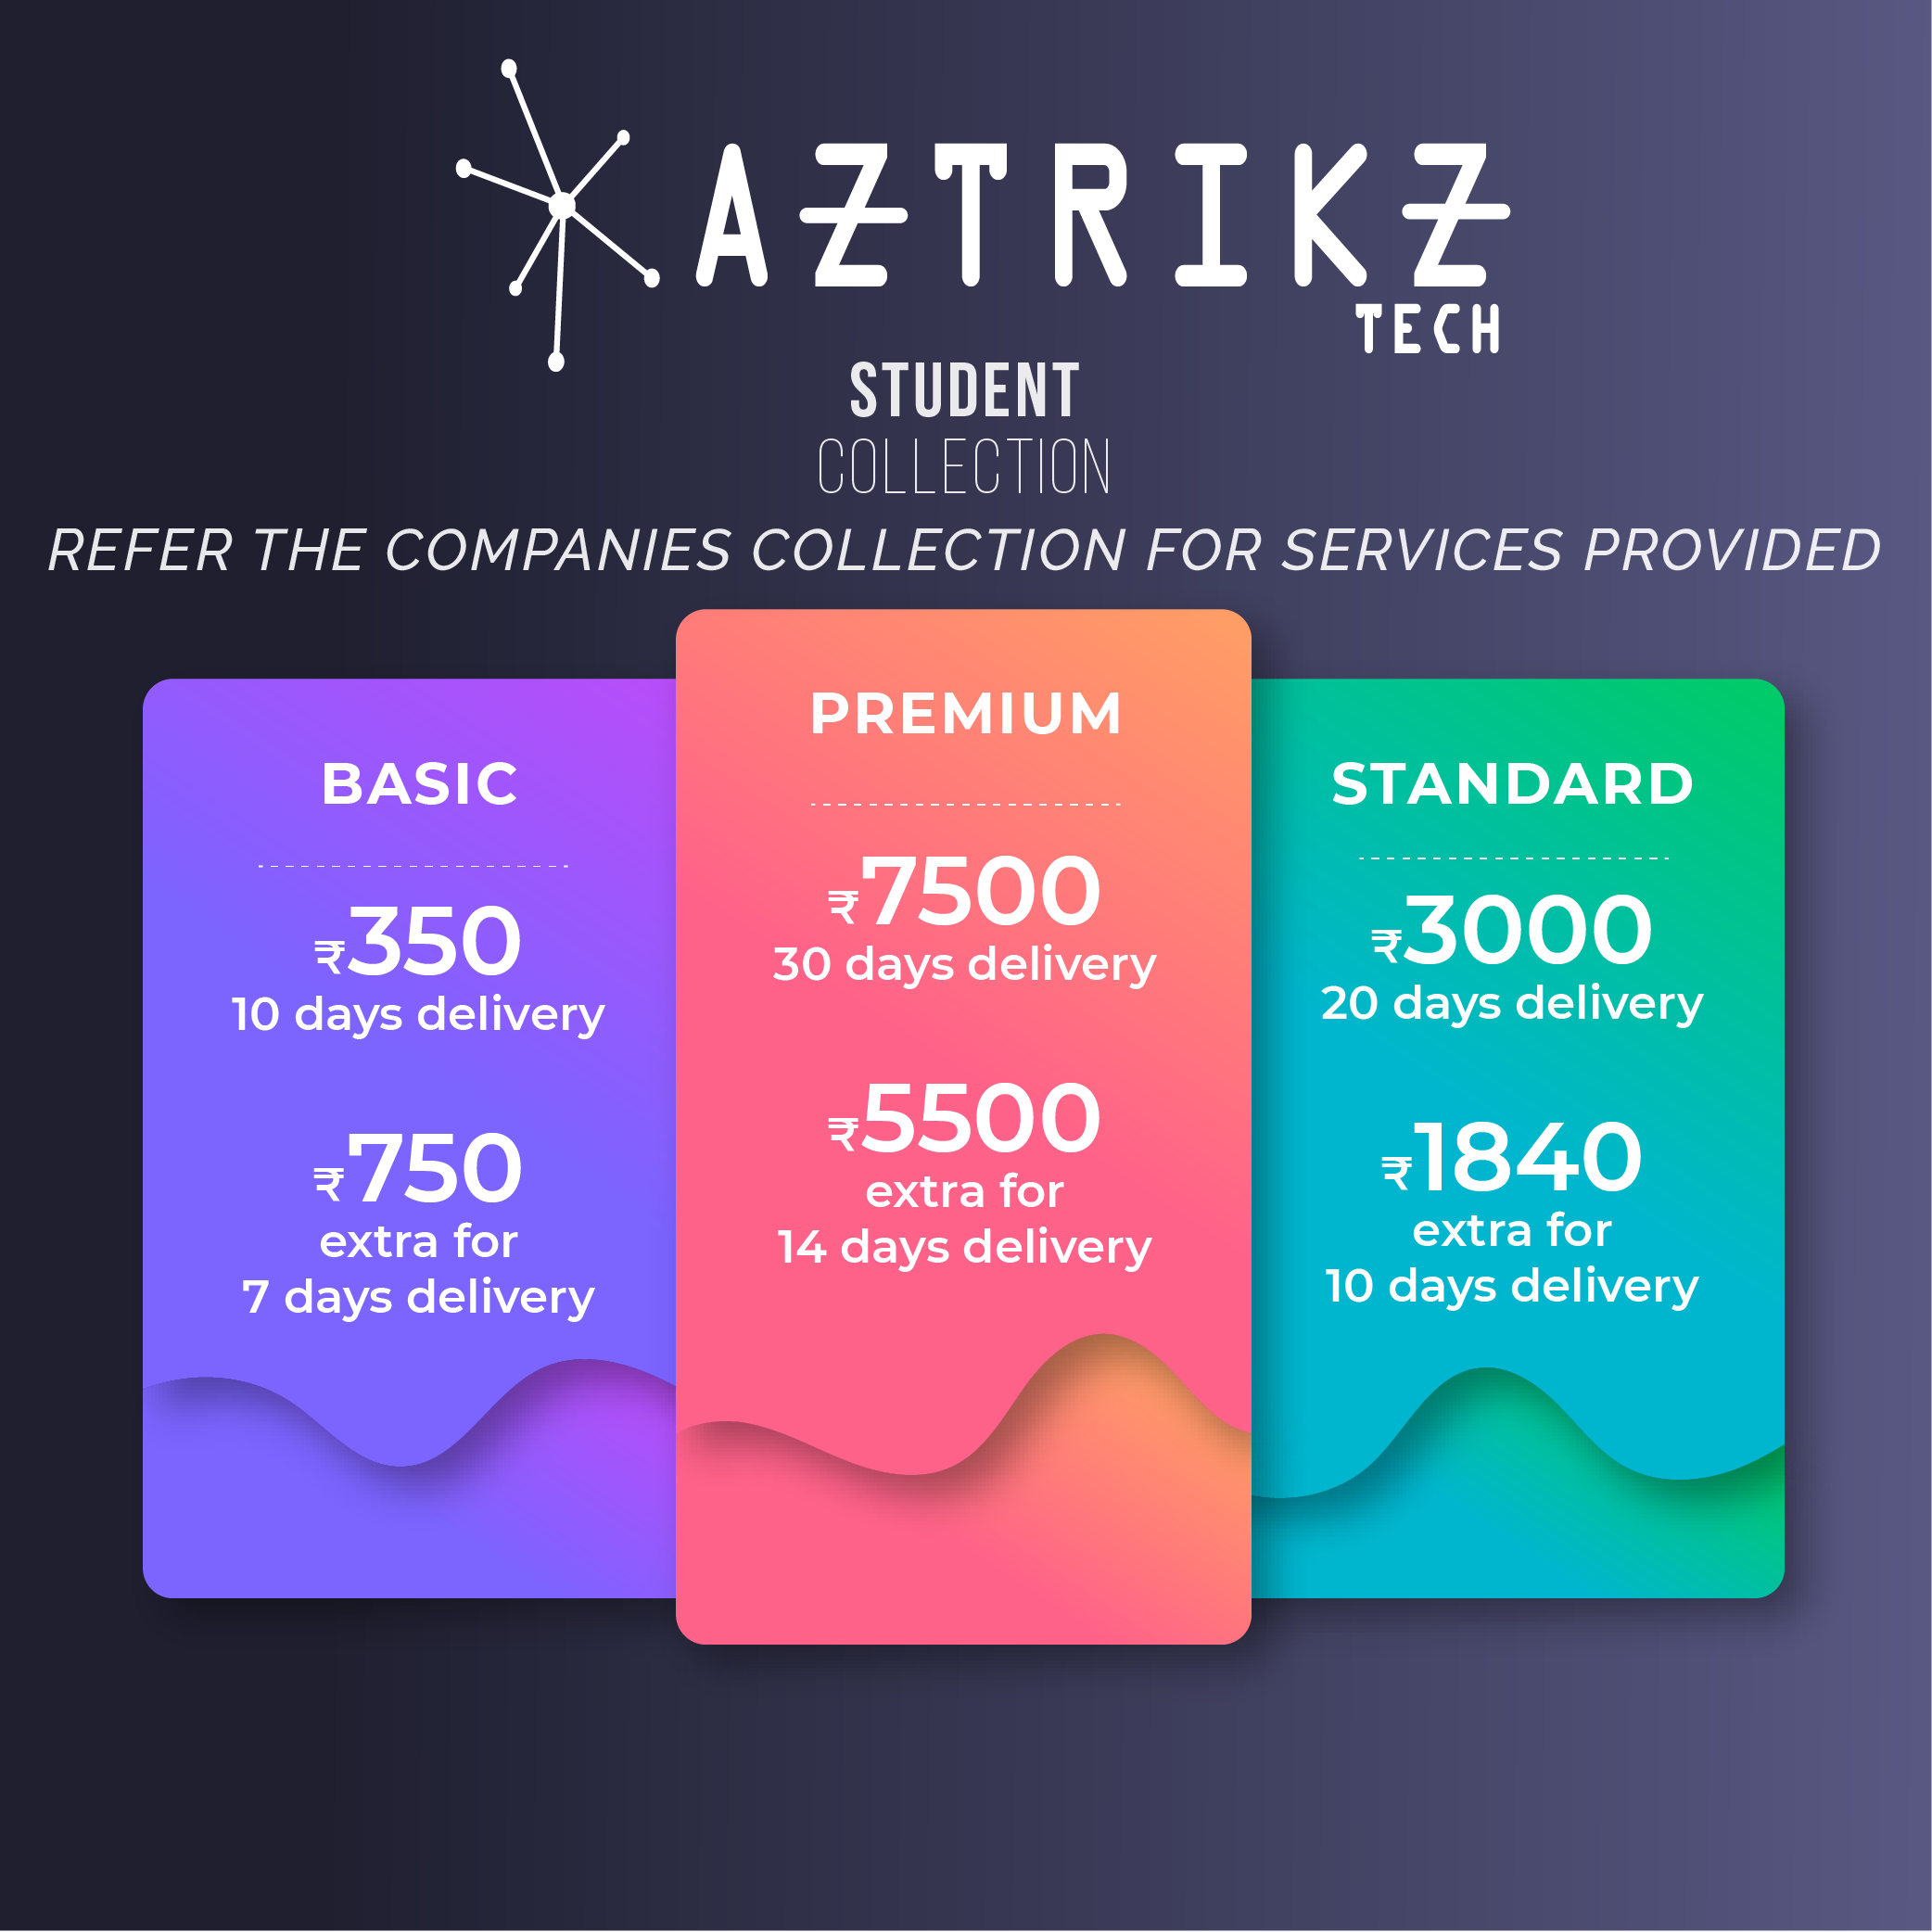 AZTRIKZ
TECH
STUDENT
COLLECTION
REFER THE COMPANIES COLLECTION FOR SERVICES PROVIDED
BASIC
₹350
10 days delivery
₹750
extra for
7 days delivery
PREMIUM
₹7500
30 days delivery
₹5500
extra for
14 days delivery
STANDARD
₹3000
20 days delivery
₹1840
extra for
10 days delivery